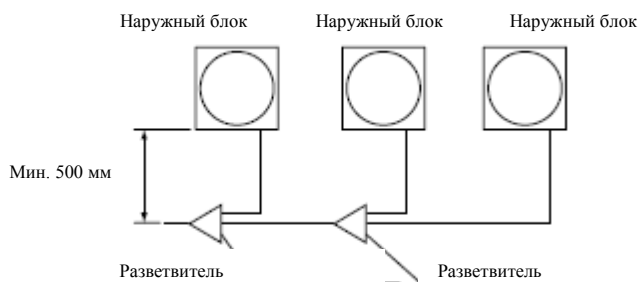 Наружный блок
Наружный блок
Наружный блок
Мин. 500 мм
Разветвитель
Разветвитель